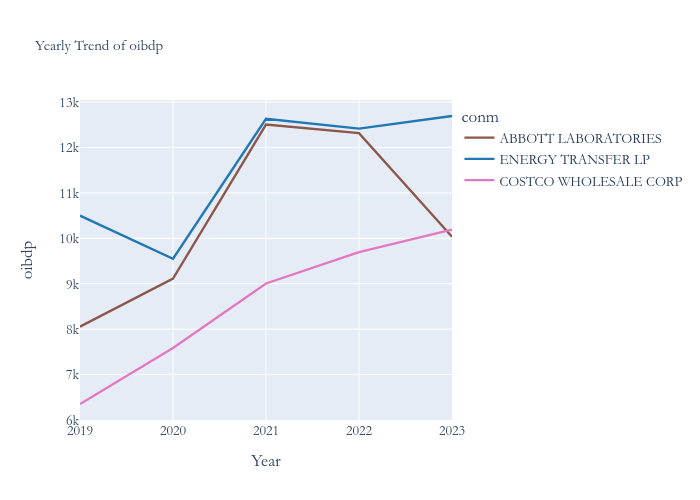 Yearly Trend of oibdp
13k
12k
11k
10k
9k
8k
7k
6k
oibdp
2019 2020 2021 2022 2023
Year
conm
ABBOTT LABORATORIES
ENERGY TRANSFER LP
COSTCO WHOLESALE CORP